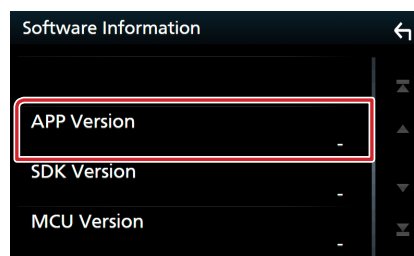 Software Information
APP Version
-
SDK Version
-
MCU Version
-